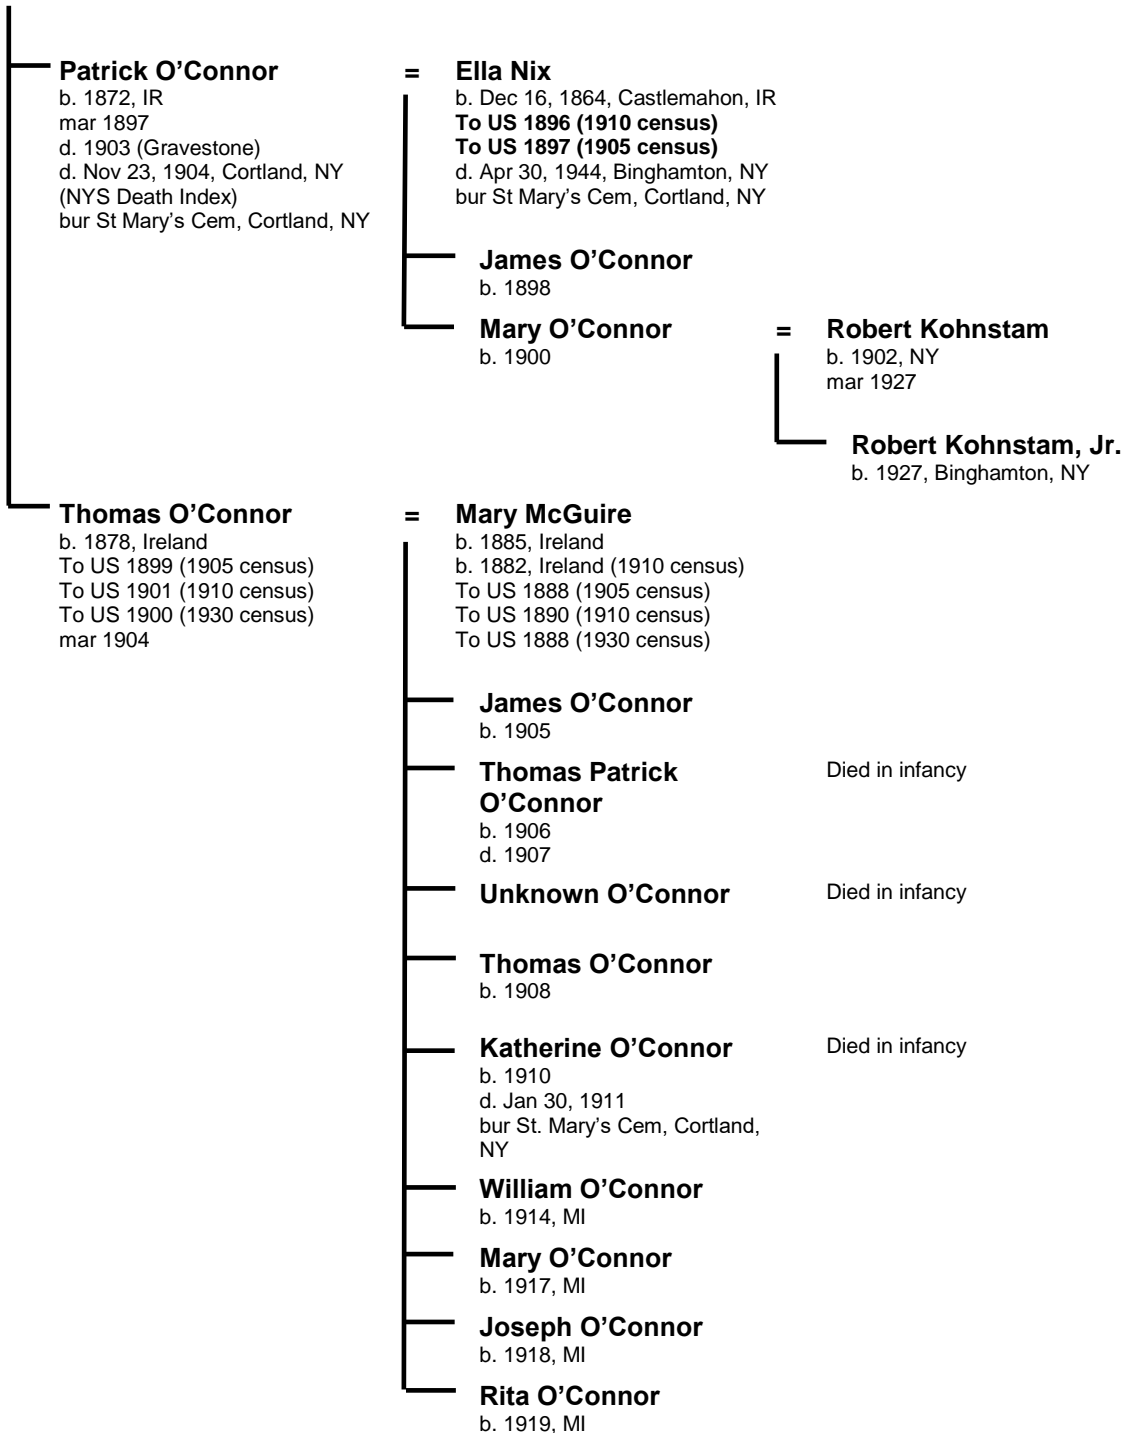 Patrick O’Connor = Ella Nix
b. 1872, IR
mar 1897
d. 1903 (Gravestone)
d. Nov 23, 1904, Cortland, NY
(NYS Death Index)
bur St Mary’s Cem, Cortland, NY
b. Dec 16, 1864, Castlemahon, IR
To US 1896 (1910 census)
To US 1897 (1905 census)
d. Apr 30, 1944, Binghamton, NY
bur St Mary’s Cem, Cortland, NY
James O’Connor
b. 1898
Mary O’Connor = Robert Kohnstam
b. 1900
b. 1902, NY
mar 1927
Robert Kohnstam, Jr.
b. 1927, Binghamton, NY
Thomas O’Connor = Mary McGuire
b. 1878, Ireland
To US 1899 (1905 census)
To US 1901 (1910 census)
To US 1900 (1930 census)
mar 1904
b. 1885, Ireland
b. 1882, Ireland (1910 census)
To US 1888 (1905 census)
To US 1890 (1910 census)
To US 1888 (1930 census)
James O’Connor
b. 1905
Thomas Patrick
O’Connor
b. 1906
d. 1907
Died in infancy
Unknown O’Connor
Died in infancy
Thomas O’Connor
b. 1908
Katherine O’Connor
b. 1910
d. Jan 30, 1911
bur St. Mary’s Cem, Cortland,
NY
Died in infancy
William O’Connor
b. 1914, MI
Mary O’Connor
b. 1917, MI
Joseph O’Connor
b. 1918, MI
Rita O’Connor
b. 1919, MI